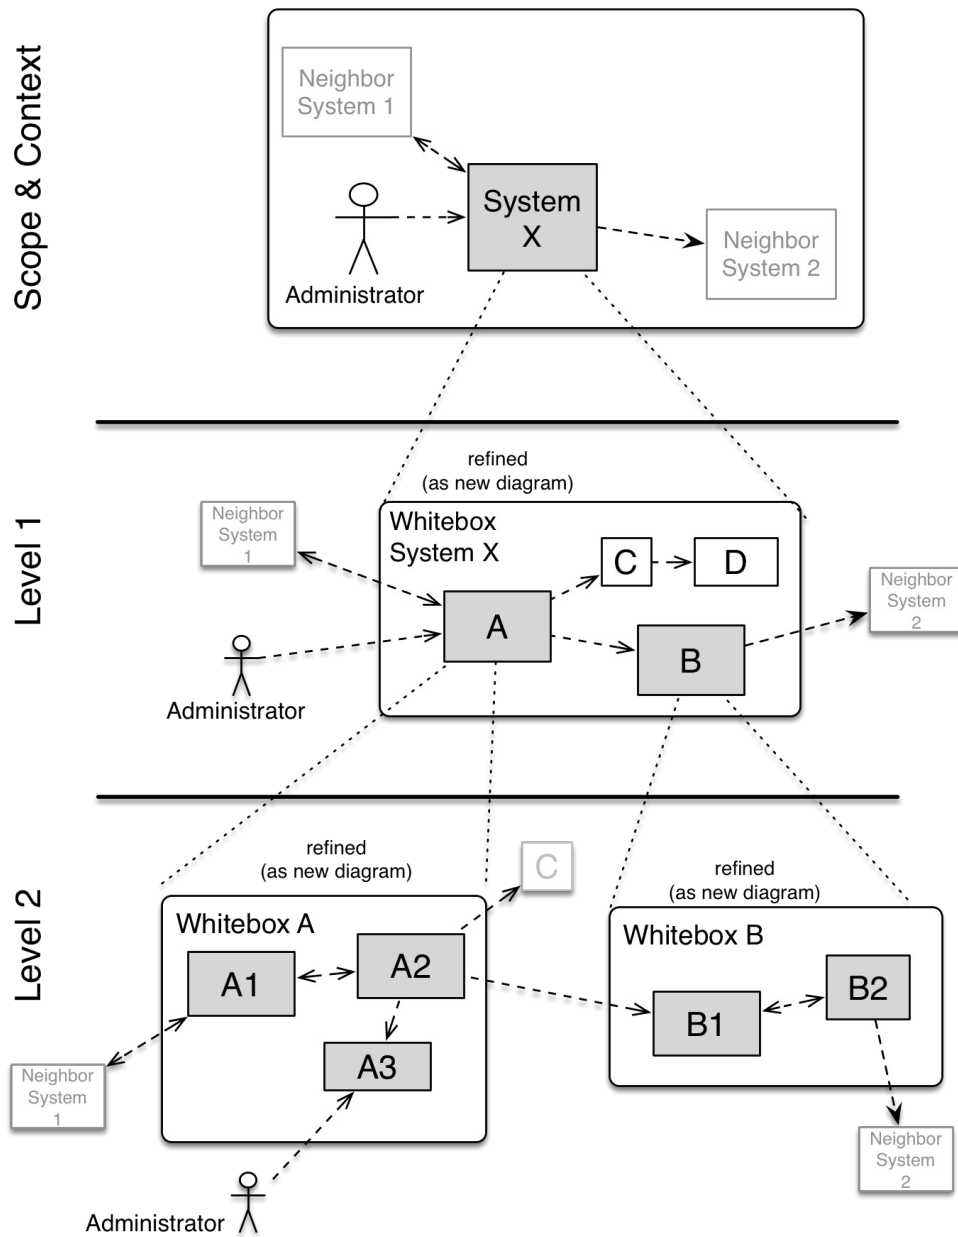 Scope & Context
Neighbor
System 1
System
X
Neighbor
System 2
Administrator
Level 1
refined
(as new diagram)
Neighbor
System
1
Whitebox
System X
C
D
A
B
Neighbor
System
2
Administrator
Level 2
refined
(as new diagram)
C
refined
(as new diagram)
Whitebox A
A1
A2
A3
Whitebox B
B1
B2
Neighbor
System
1
Neighbor
System
2
Administrator